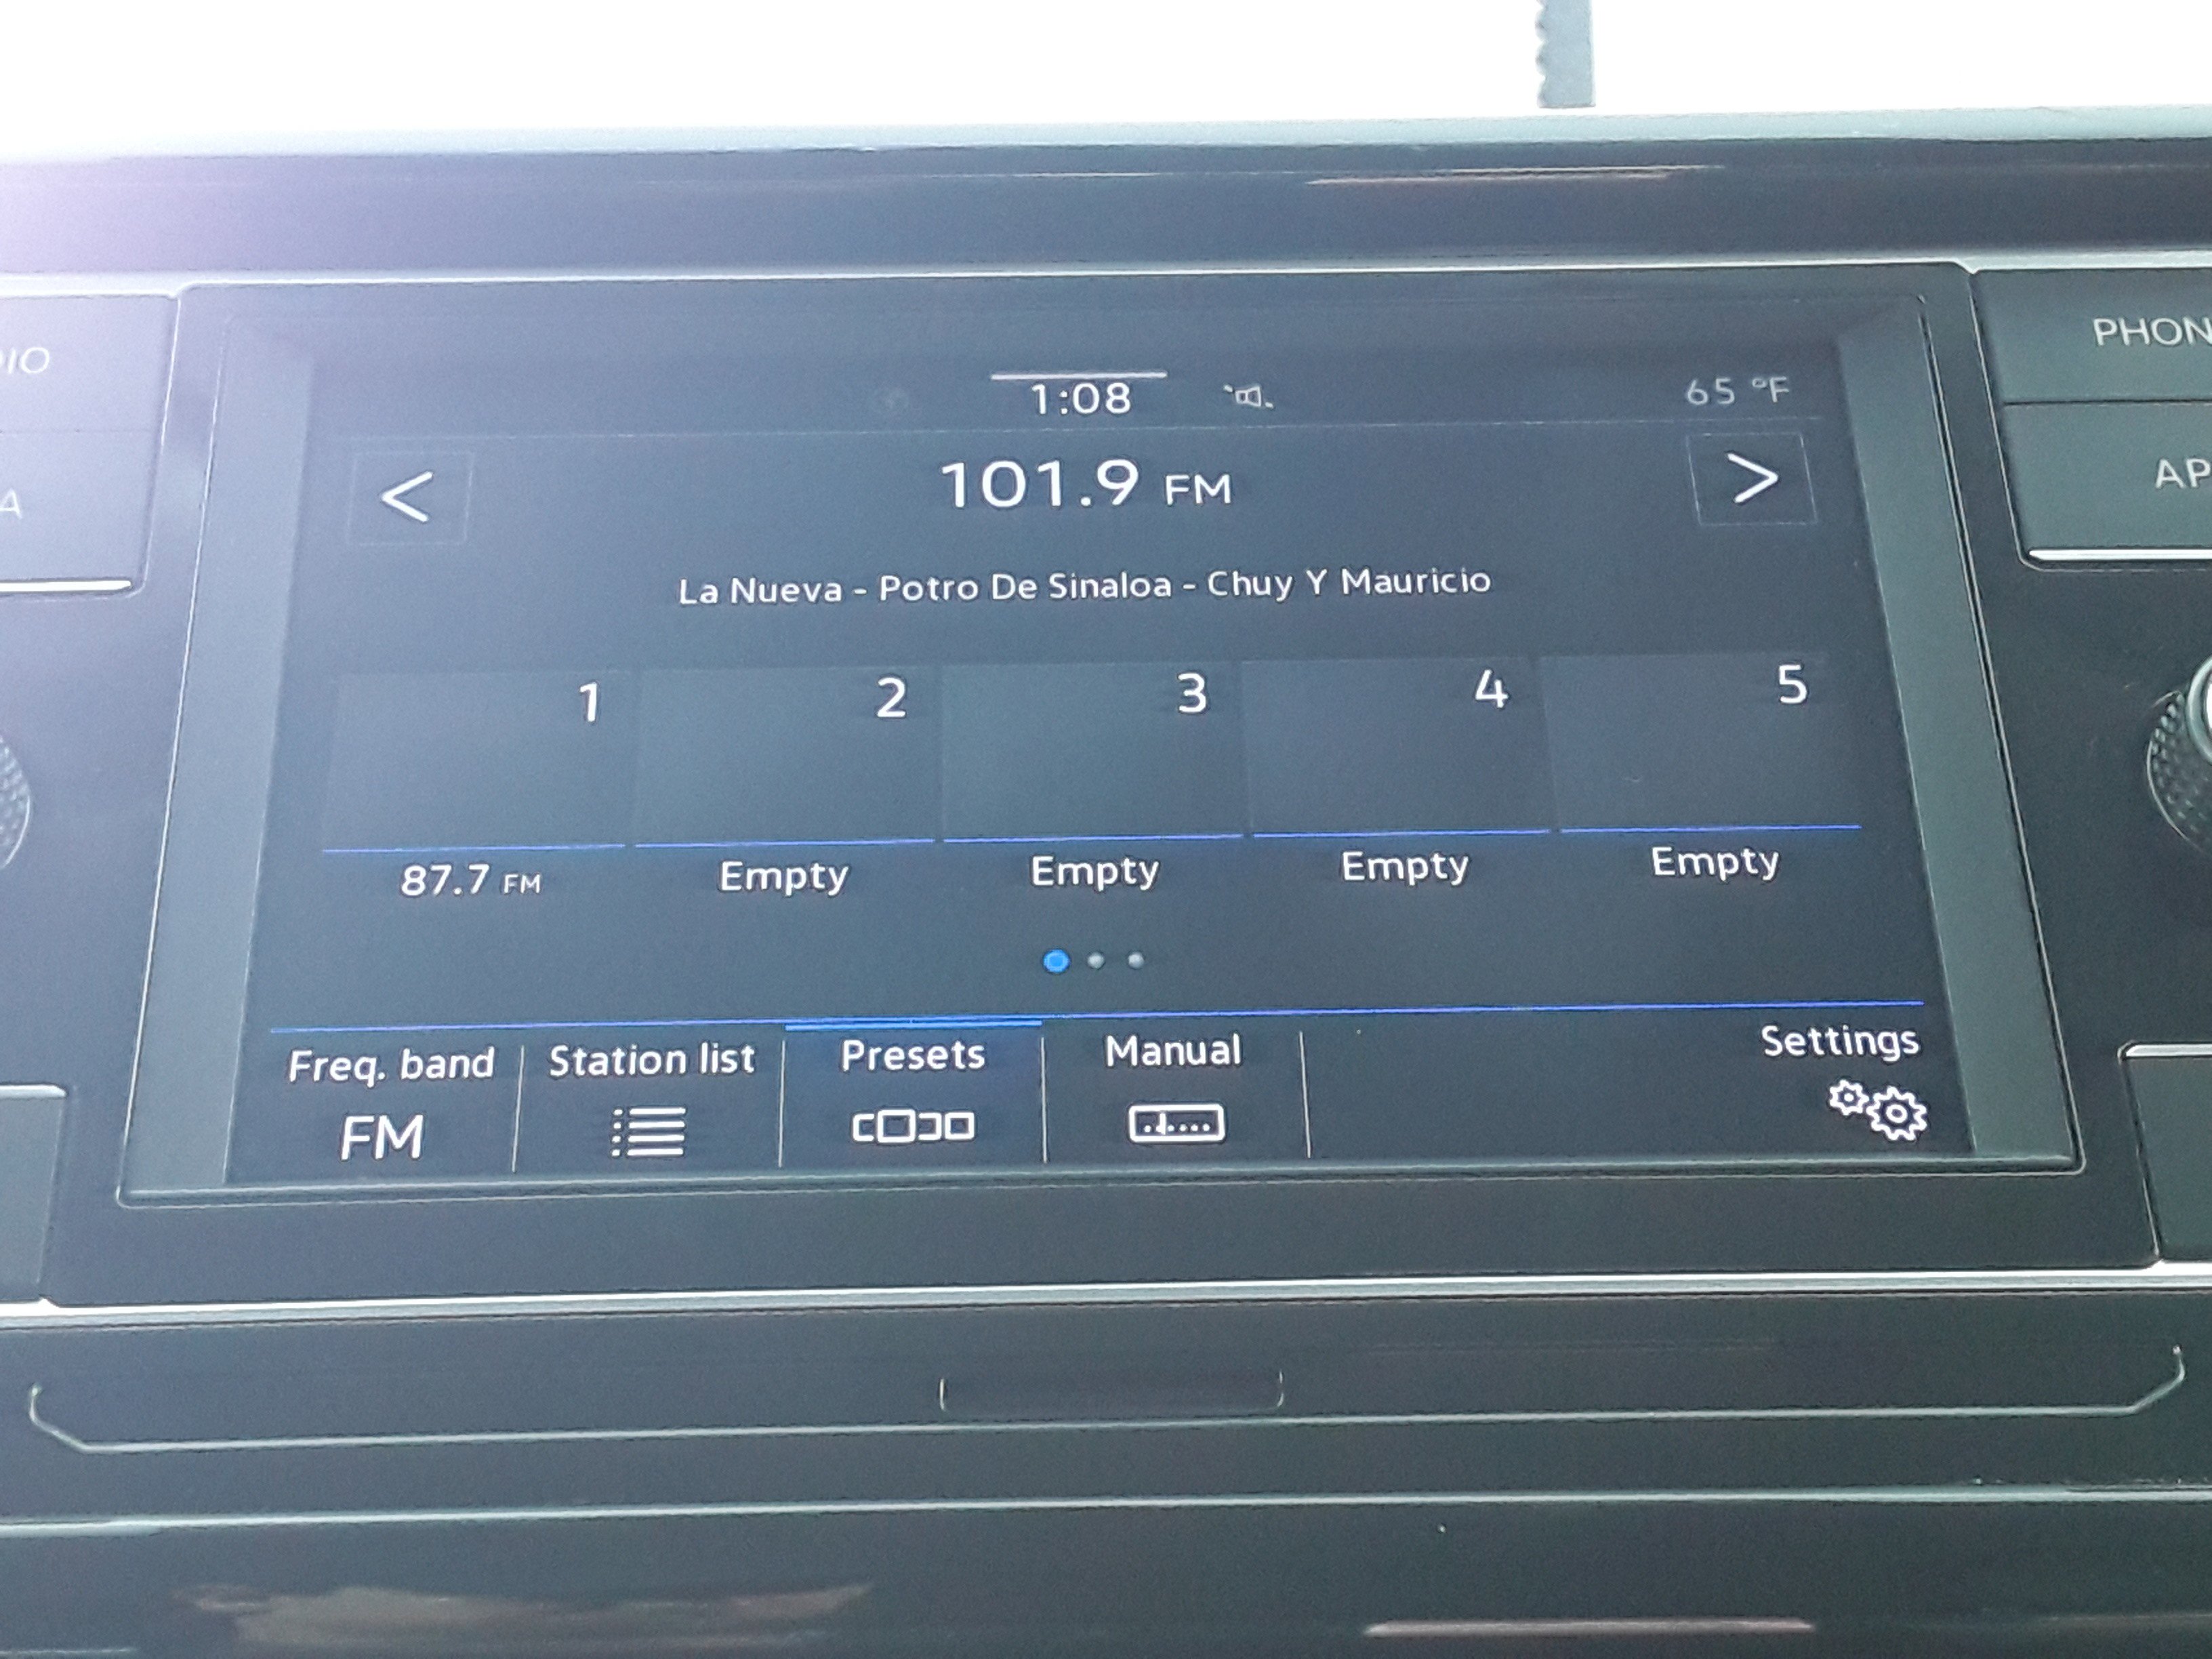 1:08
65 °F
101.9 FM
La Nueva - Potro De Sinaloa - Chuy Y Mauricio
1 2 3 4 5
87.7 FM Empty Empty Empty Empty
Freq. band Station list Presets Manual Settings
FM
PHON
AP
IO
A